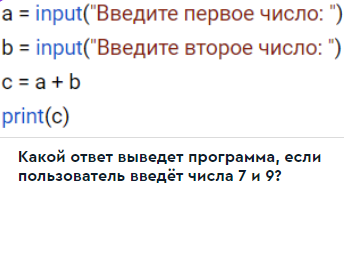 a = input("Введите первое число: ")
b = input("Введите второе число: ")
c = a + b
print(c)
Какой ответ выведет программа, если
пользователь введёт числа 7 и 9?